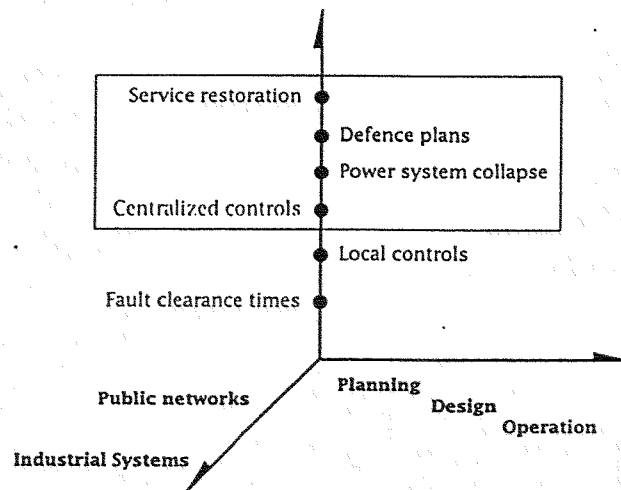 Service restoration
Defence plans
Power system collapse
Centralized controls
Local controls
Fault clearance times
Planning
Public networks
Design
Operation
Industrial Systems